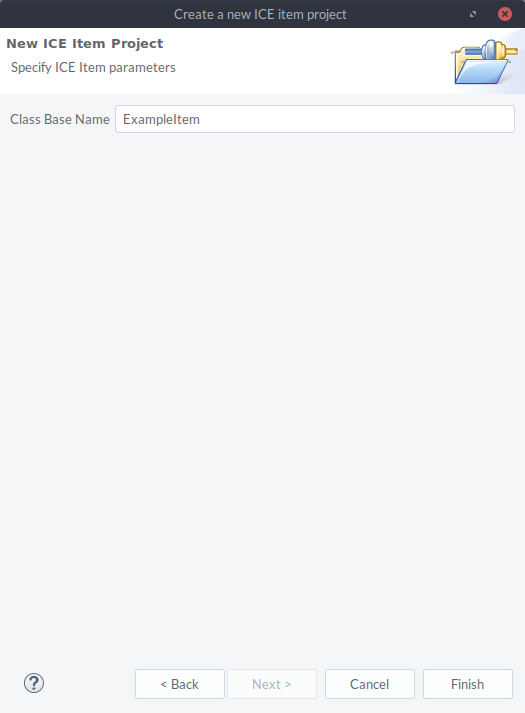 Create a new ICE item project
New ICE Item Project
Specify ICE Item parameters
Class Base Name ExampleItem
? < Back Next > Cancel Finish